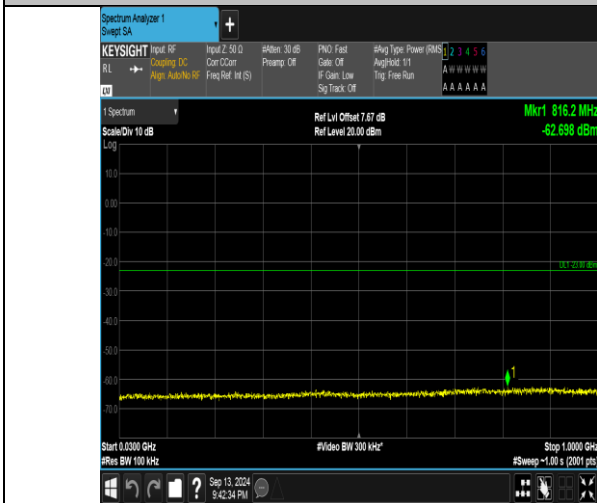 Spectrum Analyzer 1
Swept SA
+
KEYSIGHT Input: RF Input Z: 50 Ω #Atten: 30 dB PNO: Fast #Avg Type: Power (RMS 1 2 3 4 5 6
RL Coupling: DC Corr CCorr Preamp: Off Gate: Off Avg|Hold: 1/1 A W W W W W
Align: Auto/No RF Freq Ref: Int (S) IF Gain: Low Trig: Free Run
Sig Track: Off A A A A A A
1 Spectrum Ref Lvl Offset 7.67 dB Mkr1 816.2 MHz
Scale/Div 10 dB Ref Level 20.00 dBm -62.698 dBm
Log
10.0
0.00
-10.0
-20.0
DL1 -23.00 dBm
-30.0
-40.0
-50.0
1
-60.0
-70.0
Start 0.0300 GHz #Video BW 300 kHz* Stop 1.0000 GHz
#Res BW 100 kHz #Sweep ~1.00 s (2001 pts)
? Sep 13, 2024
9:42:34 PM